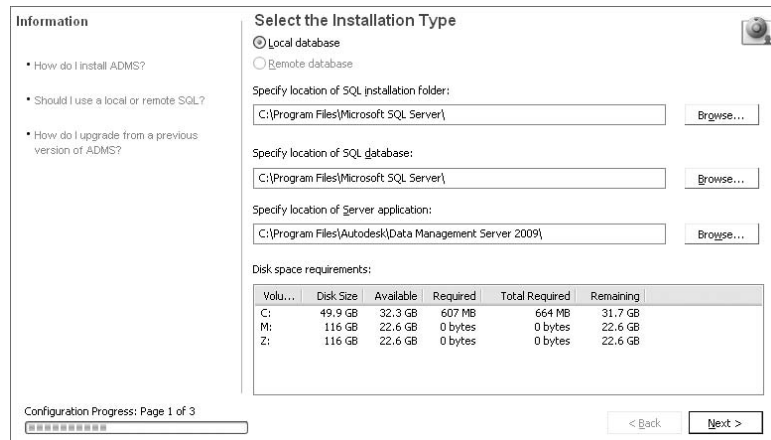 Information
• How do I install ADMS?
• Should I use a local or remote SQL?
• How do I upgrade from a previous
version of ADMS?
Select the Installation Type
Local database
Remote database
Specify location of SQL installation folder:
C:\Program Files\Microsoft SQL Server\
Browse...
Specify location of SQL database:
C:\Program Files\Microsoft SQL Server\
Browse...
Specify location of Server application:
C:\Program Files\Autodesk\Data Management Server 2009\
Browse...
Disk space requirements:
Volu... Disk Size Available Required Total Required Remaining
C: 49.9 GB 32.3 GB 607 MB 664 MB 31.7 GB
M: 116 GB 22.6 GB 0 bytes 0 bytes 22.6 GB
Z: 116 GB 22.6 GB 0 bytes 0 bytes 22.6 GB
Configuration Progress: Page 1 of 3
< Back
Next >